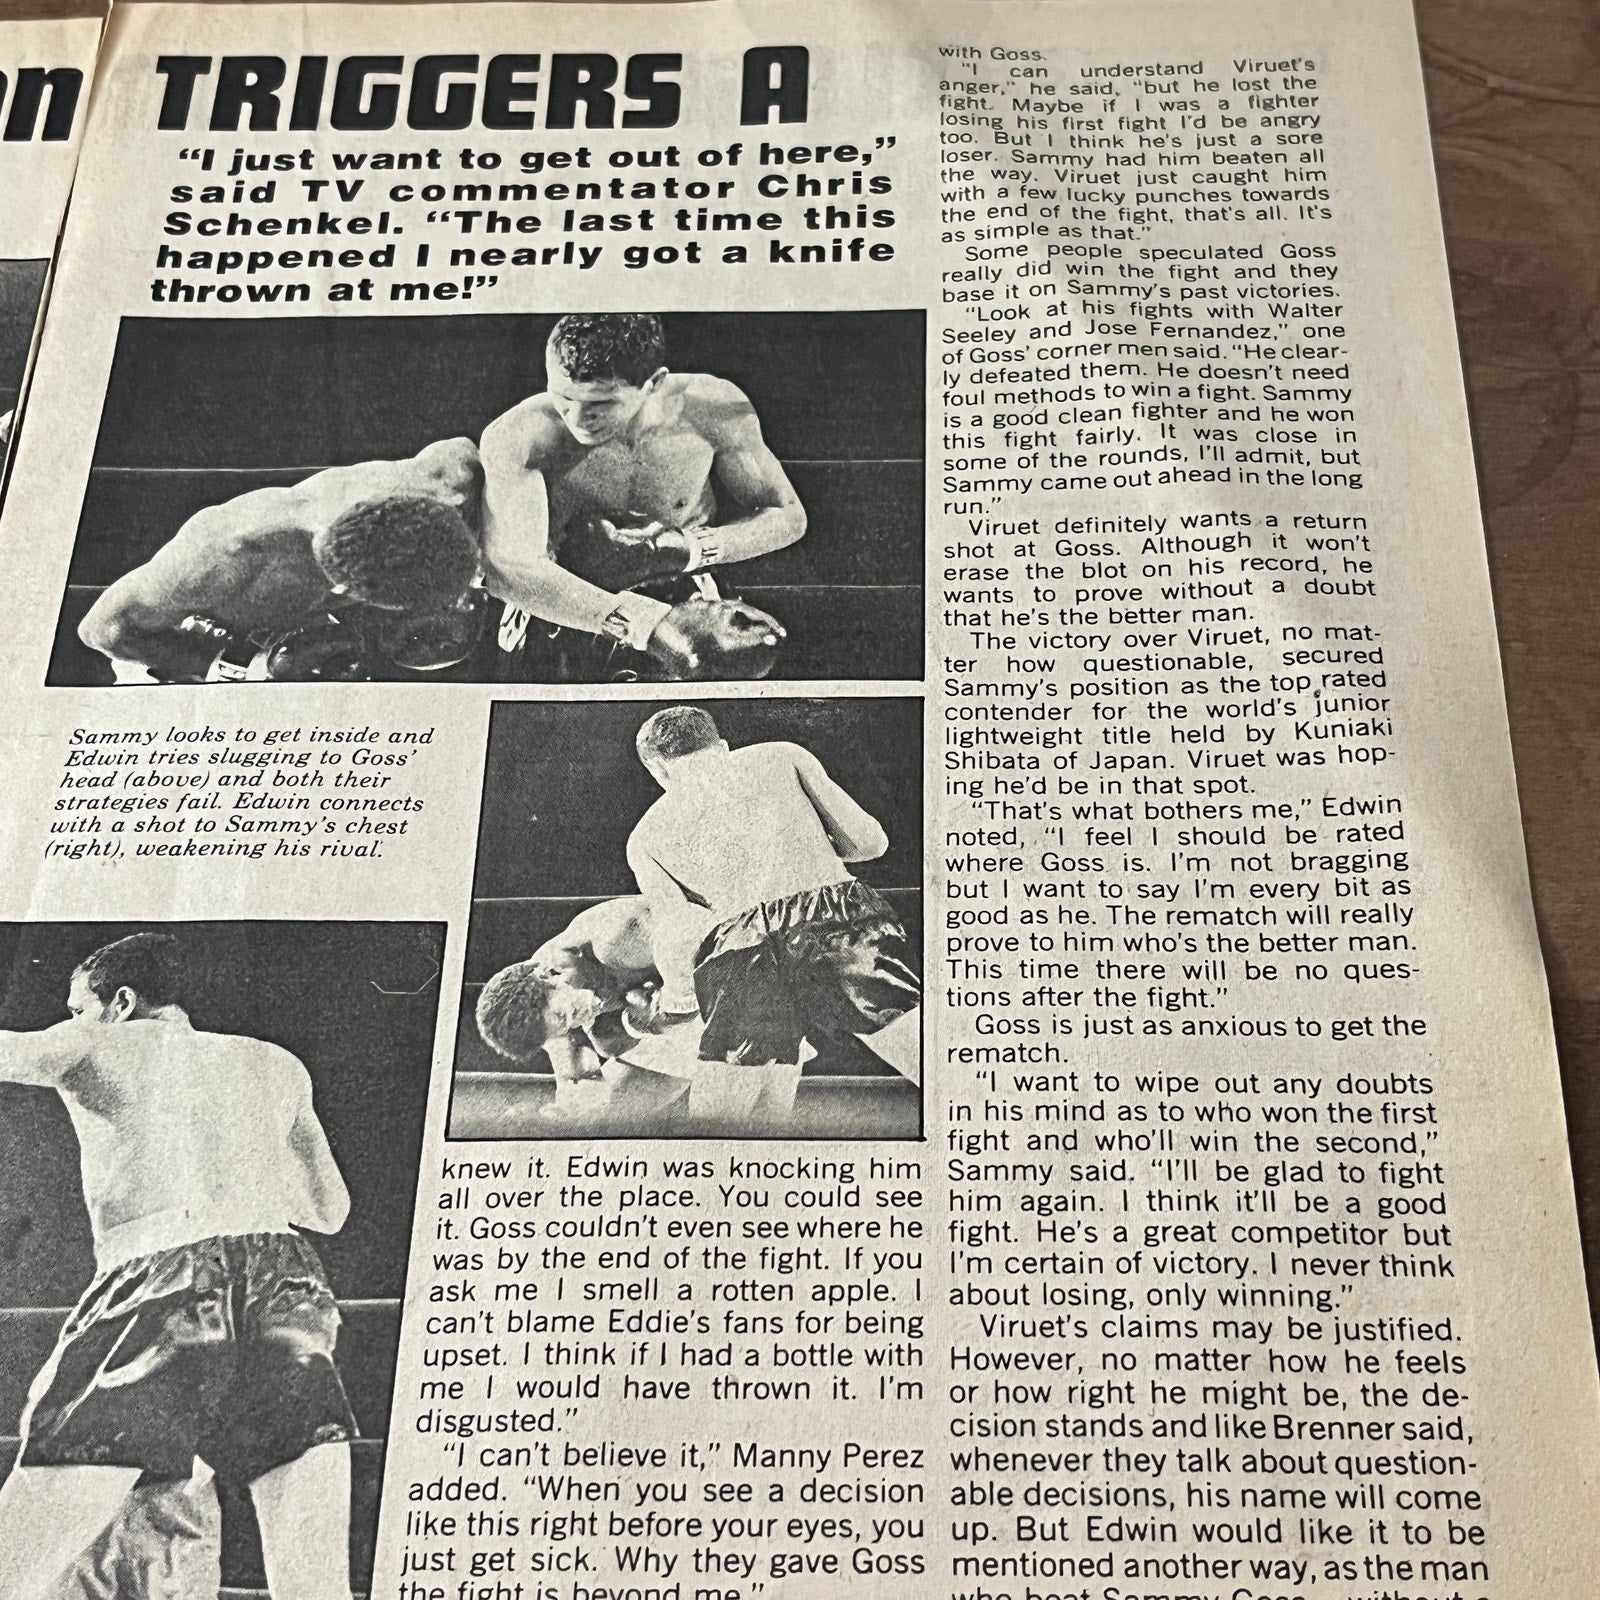 n TRIGGERS A
“I just want to get out of here,”
said TV commentator Chris
Schenkel. “The last time this
happened I nearly got a knife
thrown at me!”
Sammy looks to get inside and
Edwin tries slugging to Goss’
head (above) and both their
strategies fail. Edwin connects
with a shot to Sammy’s chest
(right), weakening his rival.
knew it. Edwin was knocking him
all over the place. You could see
it. Goss couldn’t even see where he
was by the end of the fight. If you
ask me I smell a rotten apple. I
can’t blame Eddie’s fans for being
upset. I think if I had a bottle with
me I would have thrown it. I’m
disgusted.”
“I can’t believe it,” Manny Perez
added. “When you see a decision
like this right before your eyes, you
just get sick. Why they gave Goss
the fight is beyond me.”
with Goss.
“I can understand Viruet’s
anger,” he said, “but he lost the
fight. Maybe if I was a fighter
losing his first fight I’d be angry
too. But I think he’s just a sore
loser. Sammy had him beaten all
the way. Viruet just caught him
with a few lucky punches towards
the end of the fight, that’s all. It’s
as simple as that.”
Some people speculated Goss
really did win the fight and they
base it on Sammy’s past victories.
“Look at his fights with Walter
Seeley and Jose Fernandez,” one
of Goss’ corner men said. “He clear-
ly defeated them. He doesn’t need
foul methods to win a fight. Sammy
is a good clean fighter and he won
this fight fairly. It was close in
some of the rounds, I’ll admit, but
Sammy came out ahead in the long
run.”
Viruet definitely wants a return
shot at Goss. Although it won’t
erase the blot on his record, he
wants to prove without a doubt
that he’s the better man.
The victory over Viruet, no mat-
ter how questionable, secured
Sammy’s position as the top rated
contender for the world’s junior
lightweight title held by Kuniaki
Shibata of Japan. Viruet was hop-
ing he’d be in that spot.
“That’s what bothers me,” Edwin
noted, “I feel I should be rated
where Goss is. I’m not bragging
but I want to say I’m every bit as
good as he. The rematch will really
prove to him who’s the better man.
This time there will be no ques-
tions after the fight.”
Goss is just as anxious to get the
rematch.
“I want to wipe out any doubts
in his mind as to who won the first
fight and who’ll win the second,”
Sammy said. “I’ll be glad to fight
him again. I think it’ll be a good
fight. He’s a great competitor but
I’m certain of victory. I never think
about losing, only winning.”
Viruet’s claims may be justified.
However, no matter how he feels
or how right he might be, the de-
cision stands and like Brenner said,
whenever they talk about question-
able decisions, his name will come
up. But Edwin would like it to be
mentioned another way, as the man
who beat Sammy Goss